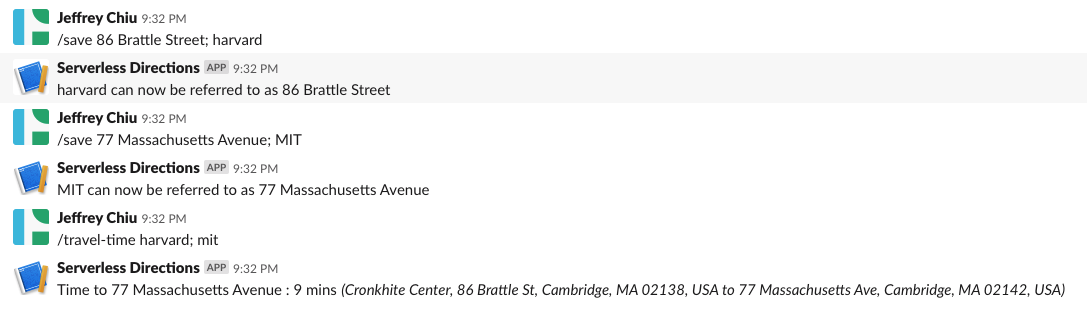 Jeffrey Chiu 9:32 PM
/save 86 Brattle Street; harvard
Serverless Directions APP 9:32 PM
harvard can now be referred to as 86 Brattle Street
Jeffrey Chiu 9:32 PM
/save 77 Massachusetts Avenue; MIT
Serverless Directions APP 9:32 PM
MIT can now be referred to as 77 Massachusetts Avenue
Jeffrey Chiu 9:32 PM
/travel-time harvard; mit
Serverless Directions APP 9:32 PM
Time to 77 Massachusetts Avenue : 9 mins (Cronkhite Center, 86 Brattle St, Cambridge, MA 02138, USA to 77 Massachusetts Ave, Cambridge, MA 02142, USA)